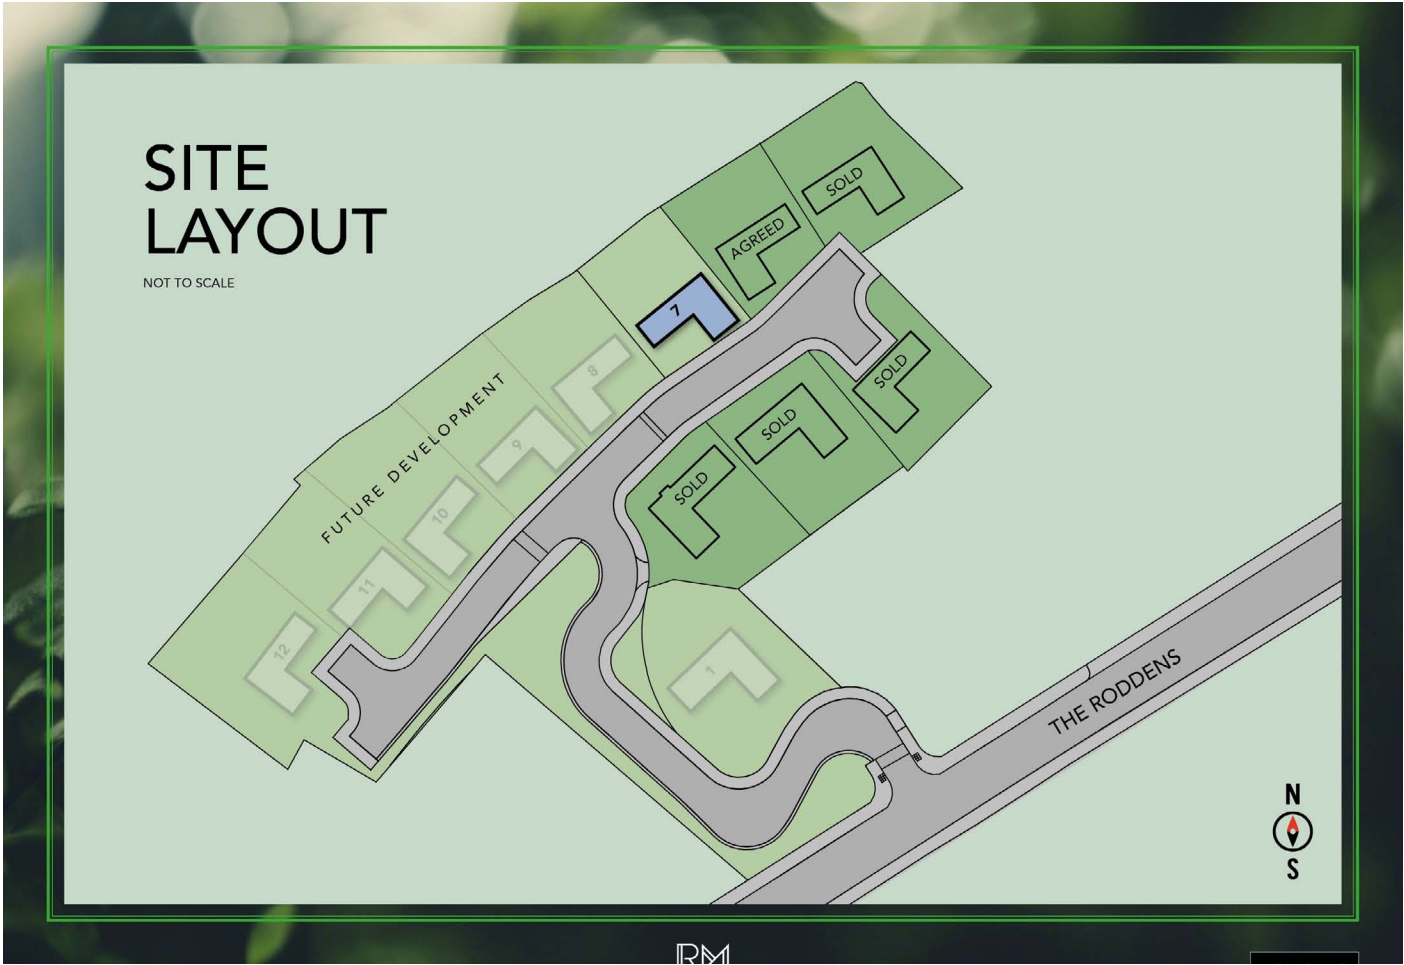 SITE
LAYOUT
NOT TO SCALE
SOLD
AGREED
7
SOLD
8
SOLD
FUTURE DEVELOPMENT
9
SOLD
10
11
12
1
THE RODDENS
N
S
RM